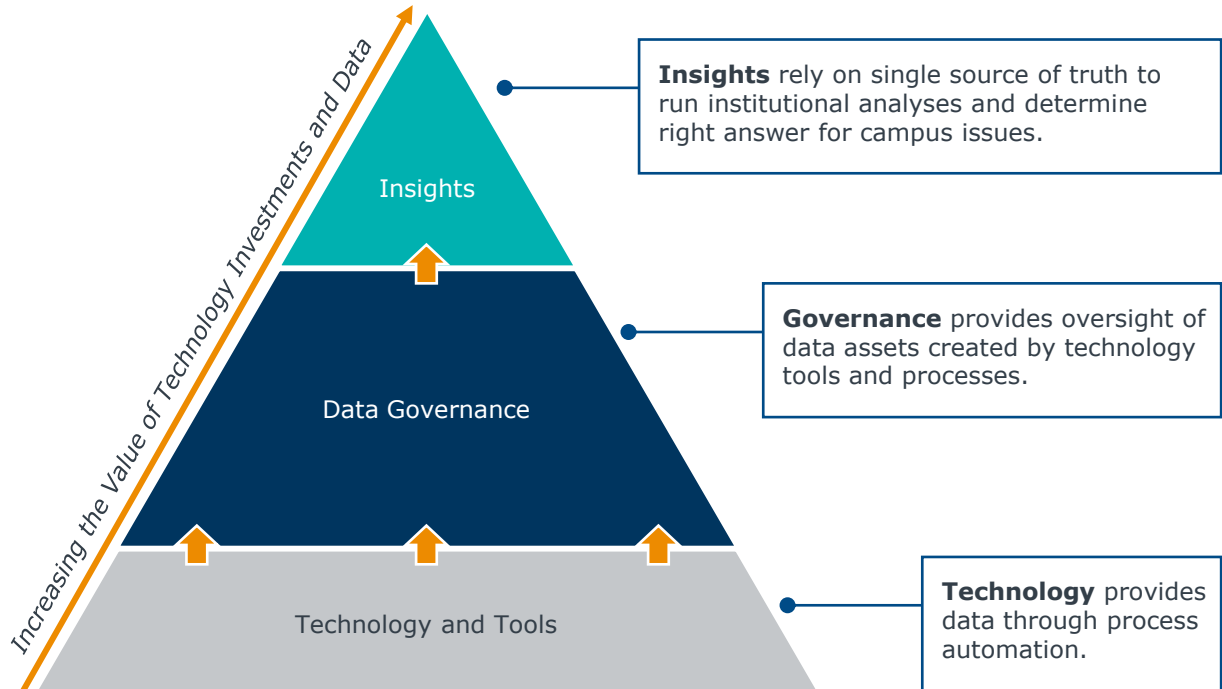 Increasing the Value of Technology Investments and Data
Insights
Insights rely on single source of truth to
run institutional analyses and determine
right answer for campus issues.
Data Governance
Governance provides oversight of
data assets created by technology
tools and processes.
Technology and Tools
Technology provides
data through process
automation.